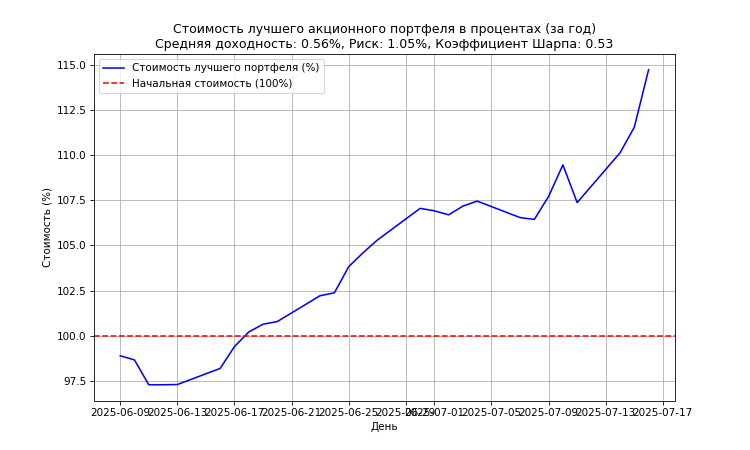 Стоимость лучшего акционного портфеля в процентах (за год)
Средняя доходность: 0.56%, Риск: 1.05%, Коэффициент Шарпа: 0.53
Стоимость лучшего портфеля (%)
Начальная стоимость (100%)
Стоимость (%)
115.0
112.5
110.0
107.5
105.0
102.5
100.0
97.5
2025-06-09 2025-06-13 2025-06-17 2025-06-21 2025-06-25 2025-06-29 2025-07-01 2025-07-05 2025-07-09 2025-07-13 2025-07-17
День